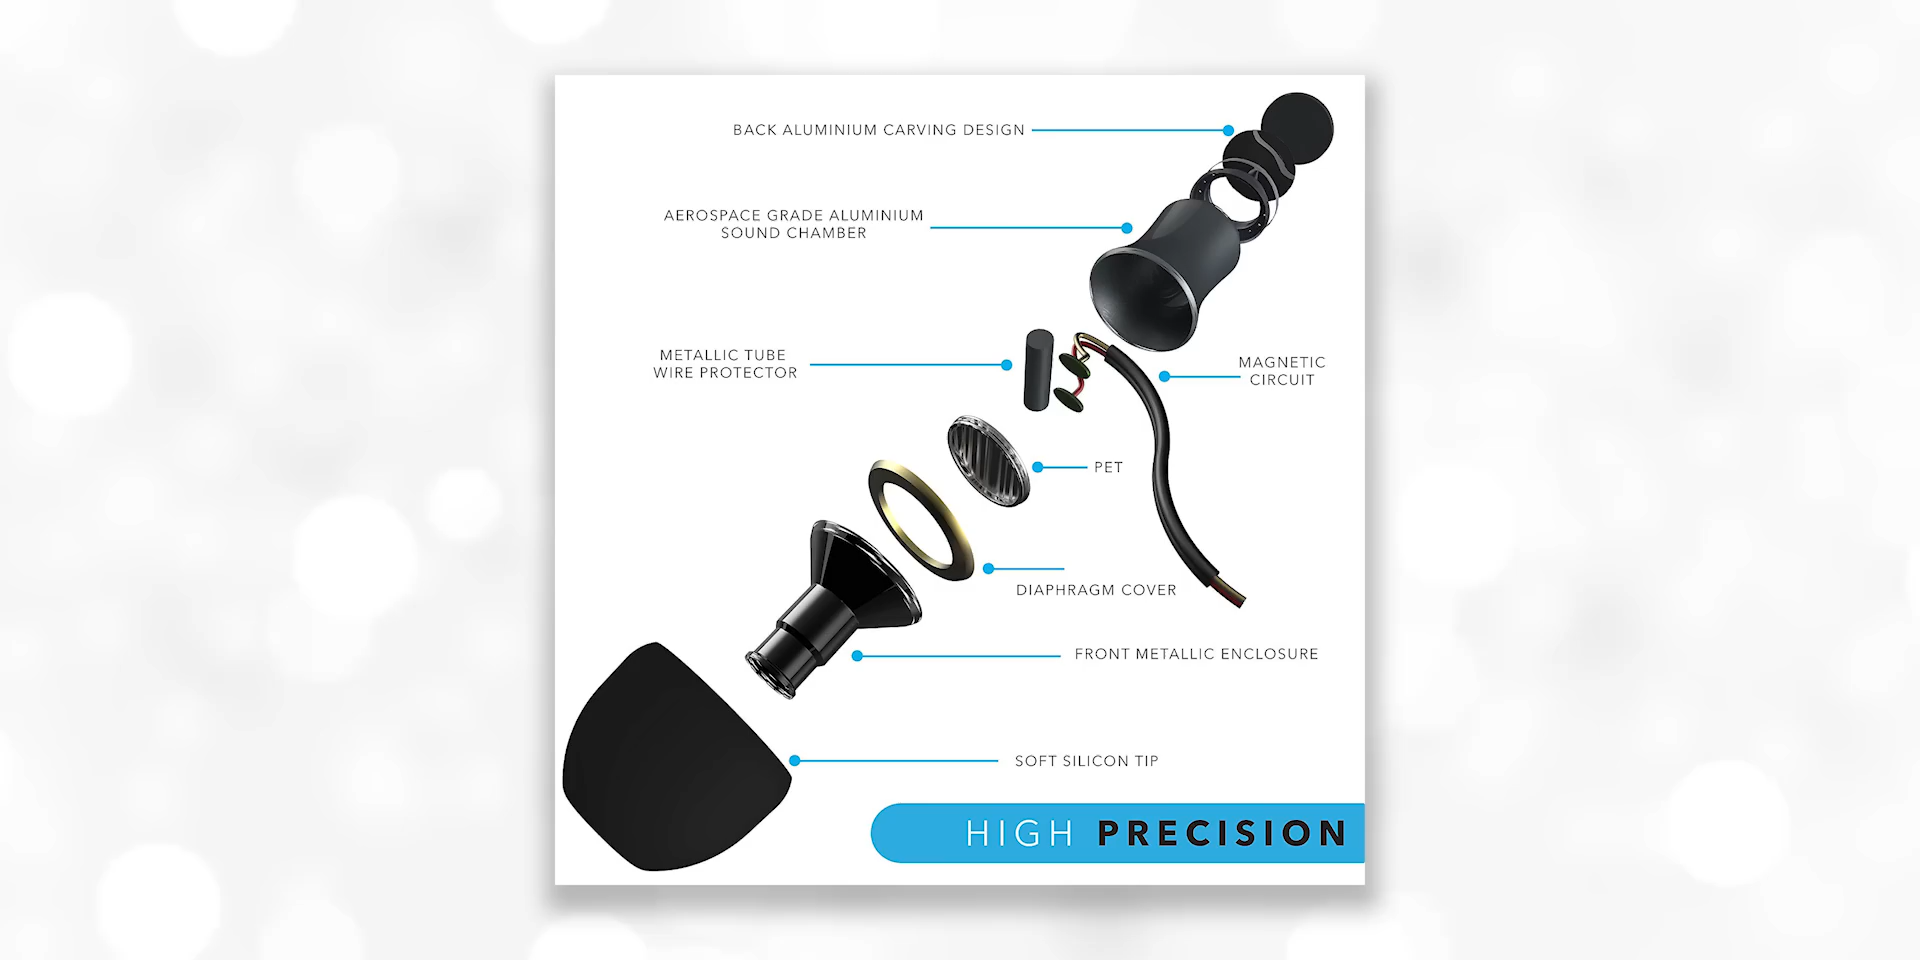 BACK ALUMINIUM CARVING DESIGN
AEROSPACE GRADE ALUMINIUM
SOUND CHAMBER
METALLIC TUBE
WIRE PROTECTOR
MAGNETIC
CIRCUIT
PET
DIAPHRAGM COVER
FRONT METALLIC ENCLOSURE
SOFT SILICON TIP
HIGH PRECISION